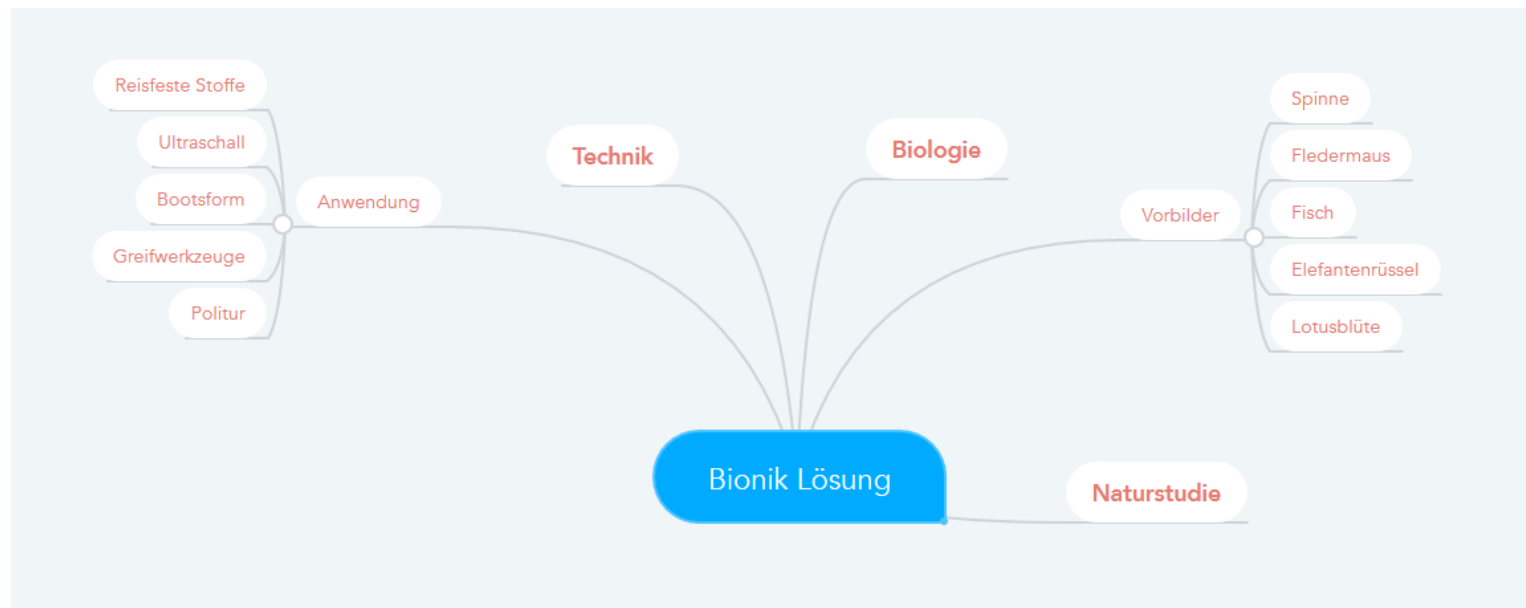 Reisfeste Stoffe
Ultraschall
Bootsform
Greifwerkzeuge
Politur
Anwendung
Technik
Biologie
Vorbilder
Spinne
Fledermaus
Fisch
Elefantenrüssel
Lotusblüte
Bionik Lösung
Naturstudie